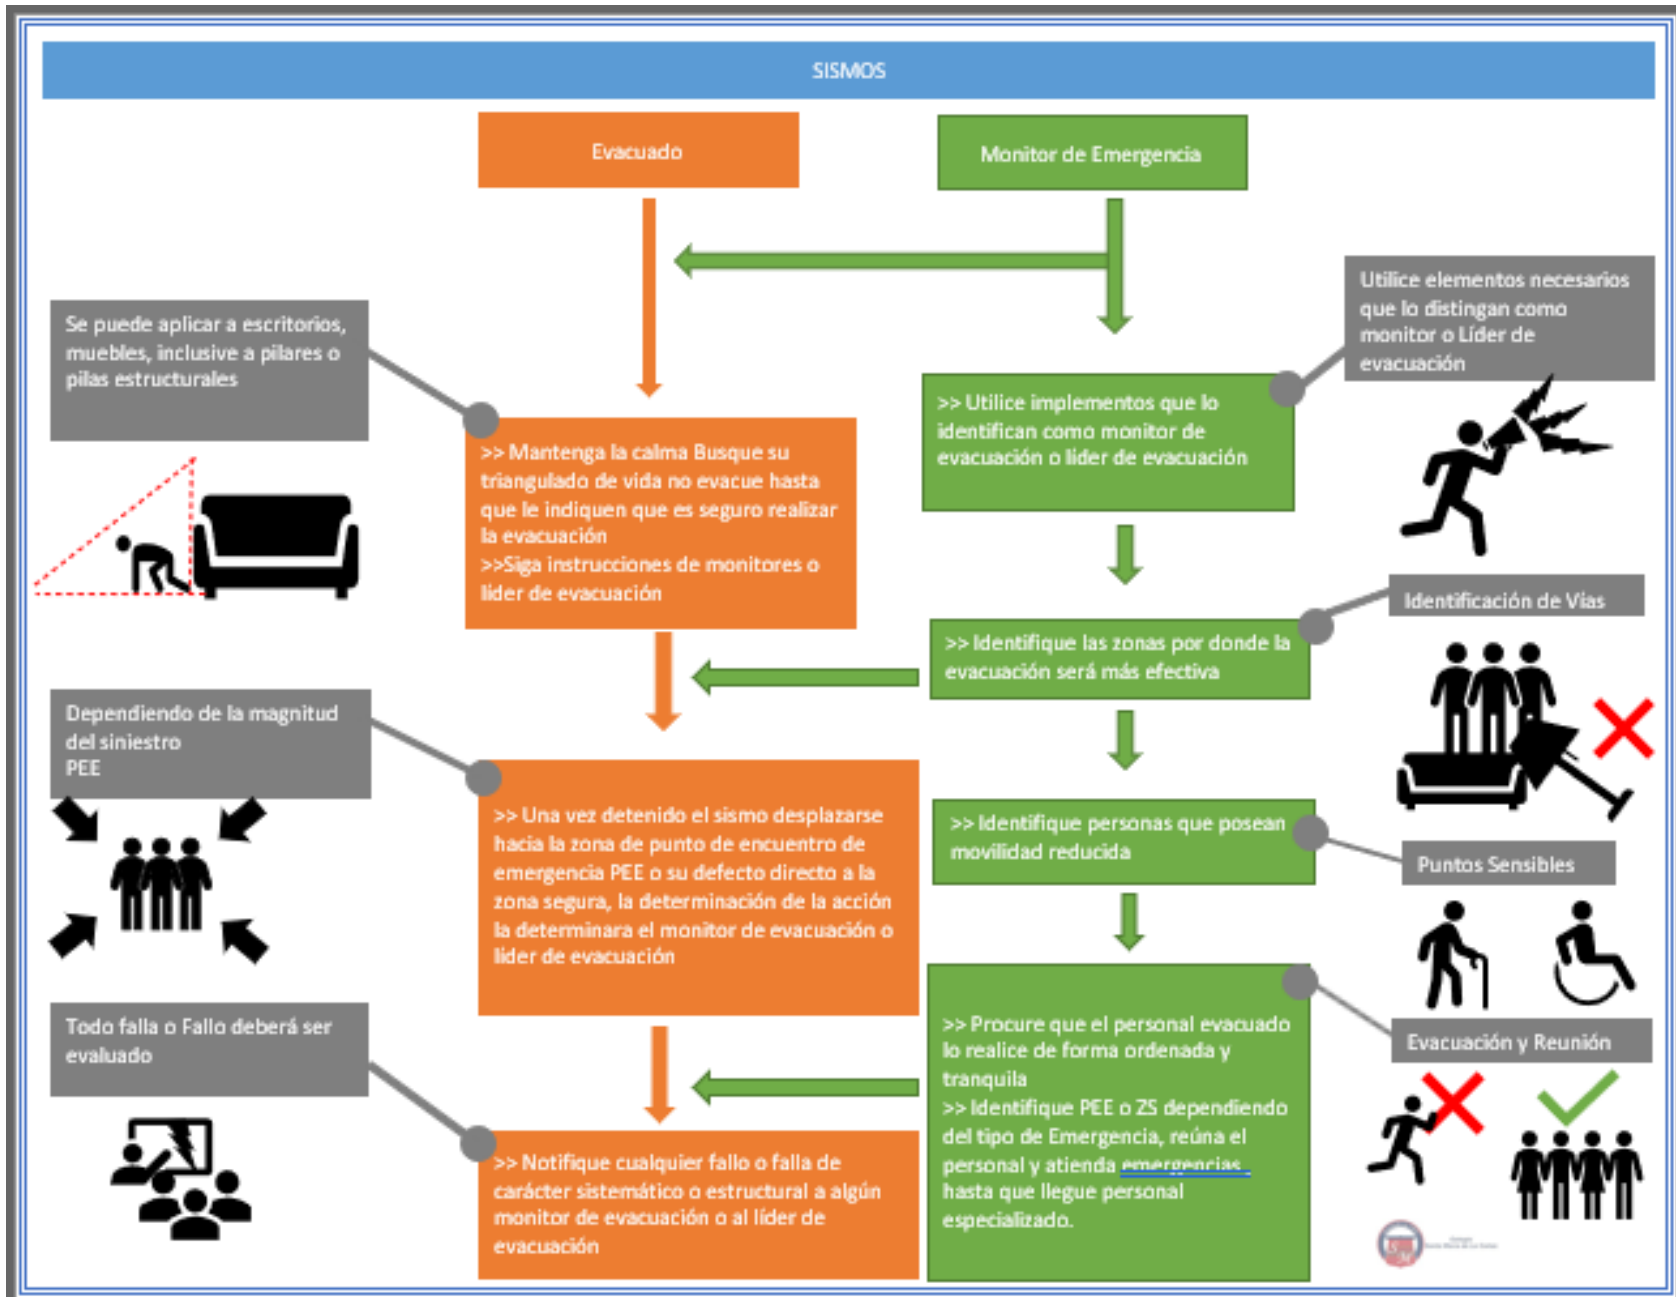 SISMOS
Evacuado
Monitor de Emergencia
Utilice elementos necesarios
que lo distingan como
monitor o Líder de
evacuación
Se puede aplicar a escritorios,
muebles, inclusive a pilares o
pilas estructurales
>> Utilice implementos que lo
identifican como monitor de
evacuación o líder de evacuación
>> Mantenga la calma Busque su
triangulado de vida no evacue hasta
que le indiquen que es seguro realizar
la evacuación
>>Siga instrucciones de monitores o
líder de evacuación
Identificación de Vías
>> Identifique las zonas por donde la
evacuación será más efectiva
Dependiendo de la magnitud
del siniestro
PEE
>> Una vez detenido el sismo desplazarse
hacia la zona de punto de encuentro de
emergencia PEE o su defecto directo a la
zona segura, la determinación de la acción
la determinara el monitor de evacuación o
líder de evacuación
>> Identifique personas que posean
movilidad reducida
Puntos Sensibles
Todo falla o Fallo deberá ser
evaluado
>> Procure que el personal evacuado
lo realice de forma ordenada y
tranquila
>> Identifique PEE o ZS dependiendo
del tipo de Emergencia, reúna el
personal y atienda emergencias
hasta que llegue personal
especializado.
Evacuación y Reunión
>> Notifique cualquier fallo o falla de
carácter sistemático o estructural a algún
monitor de evacuación o al líder de
evacuación